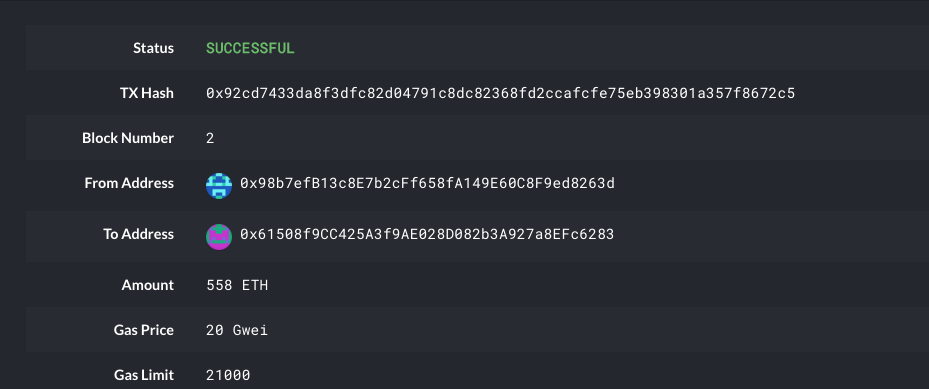 Status SUCCESSFUL
TX Hash 0x92cd7433da8f3dfc82d04791c8dc82368fd2ccafcfe75eb398301a357f8672c5
Block Number 2
From Address 0x98b7efB13c8E7b2cFf658fA149E60C8F9ed8263d
To Address 0x61508f9CC425A3f9AE028D082b3A927a8EFc6283
Amount 558 ETH
Gas Price 20 Gwei
Gas Limit 21000